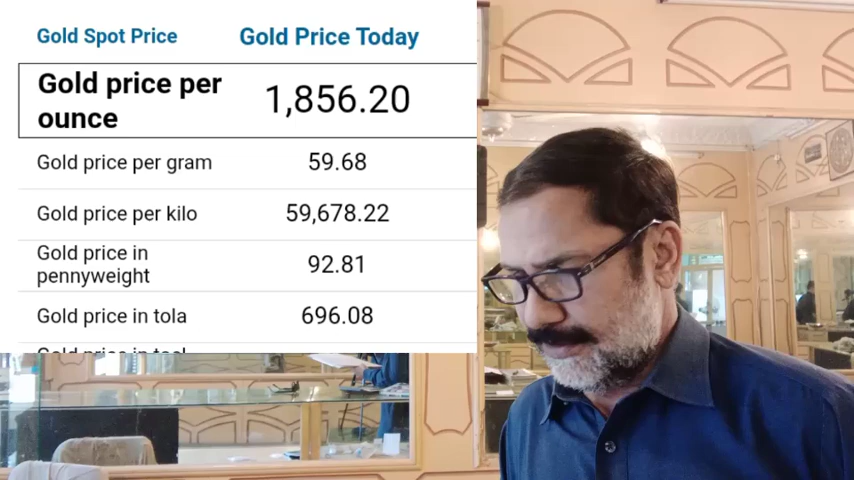 Gold Spot Price Gold Price Today
Gold price per
ounce 1,856.20
Gold price per gram 59.68
Gold price per kilo 59,678.22
Gold price in
pennyweight 92.81
Gold price in tola 696.08